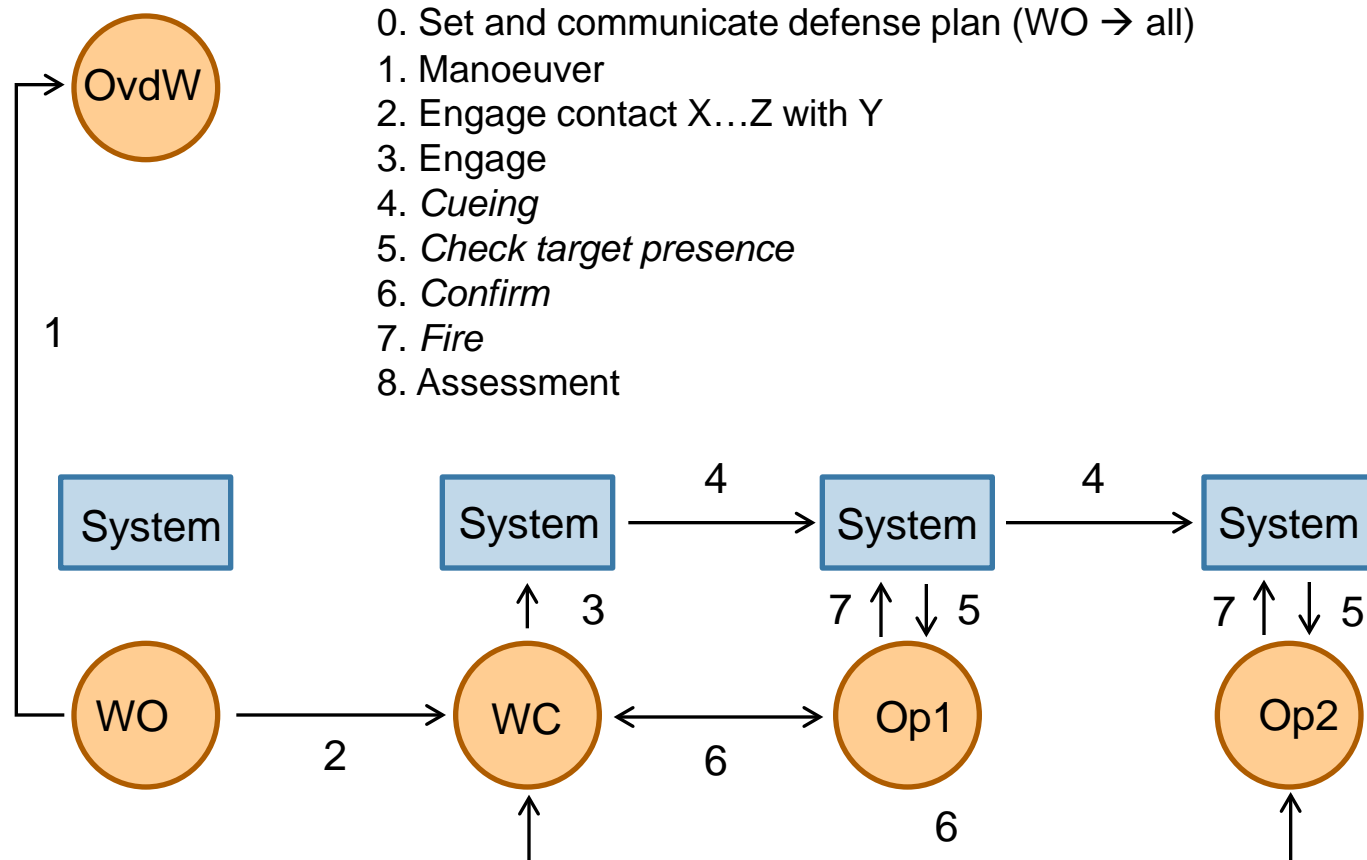 0. Set and communicate defense plan (WO → all)
OvdW
1. Manoeuver
2. Engage contact X…Z with Y
3. Engage
4. Cueing
5. Check target presence
6. Confirm
1
7. Fire
8. Assessment
4
4
System
System
System
System
3
7
5
7
5
WO
WC
Op1
Op2
2
6
6